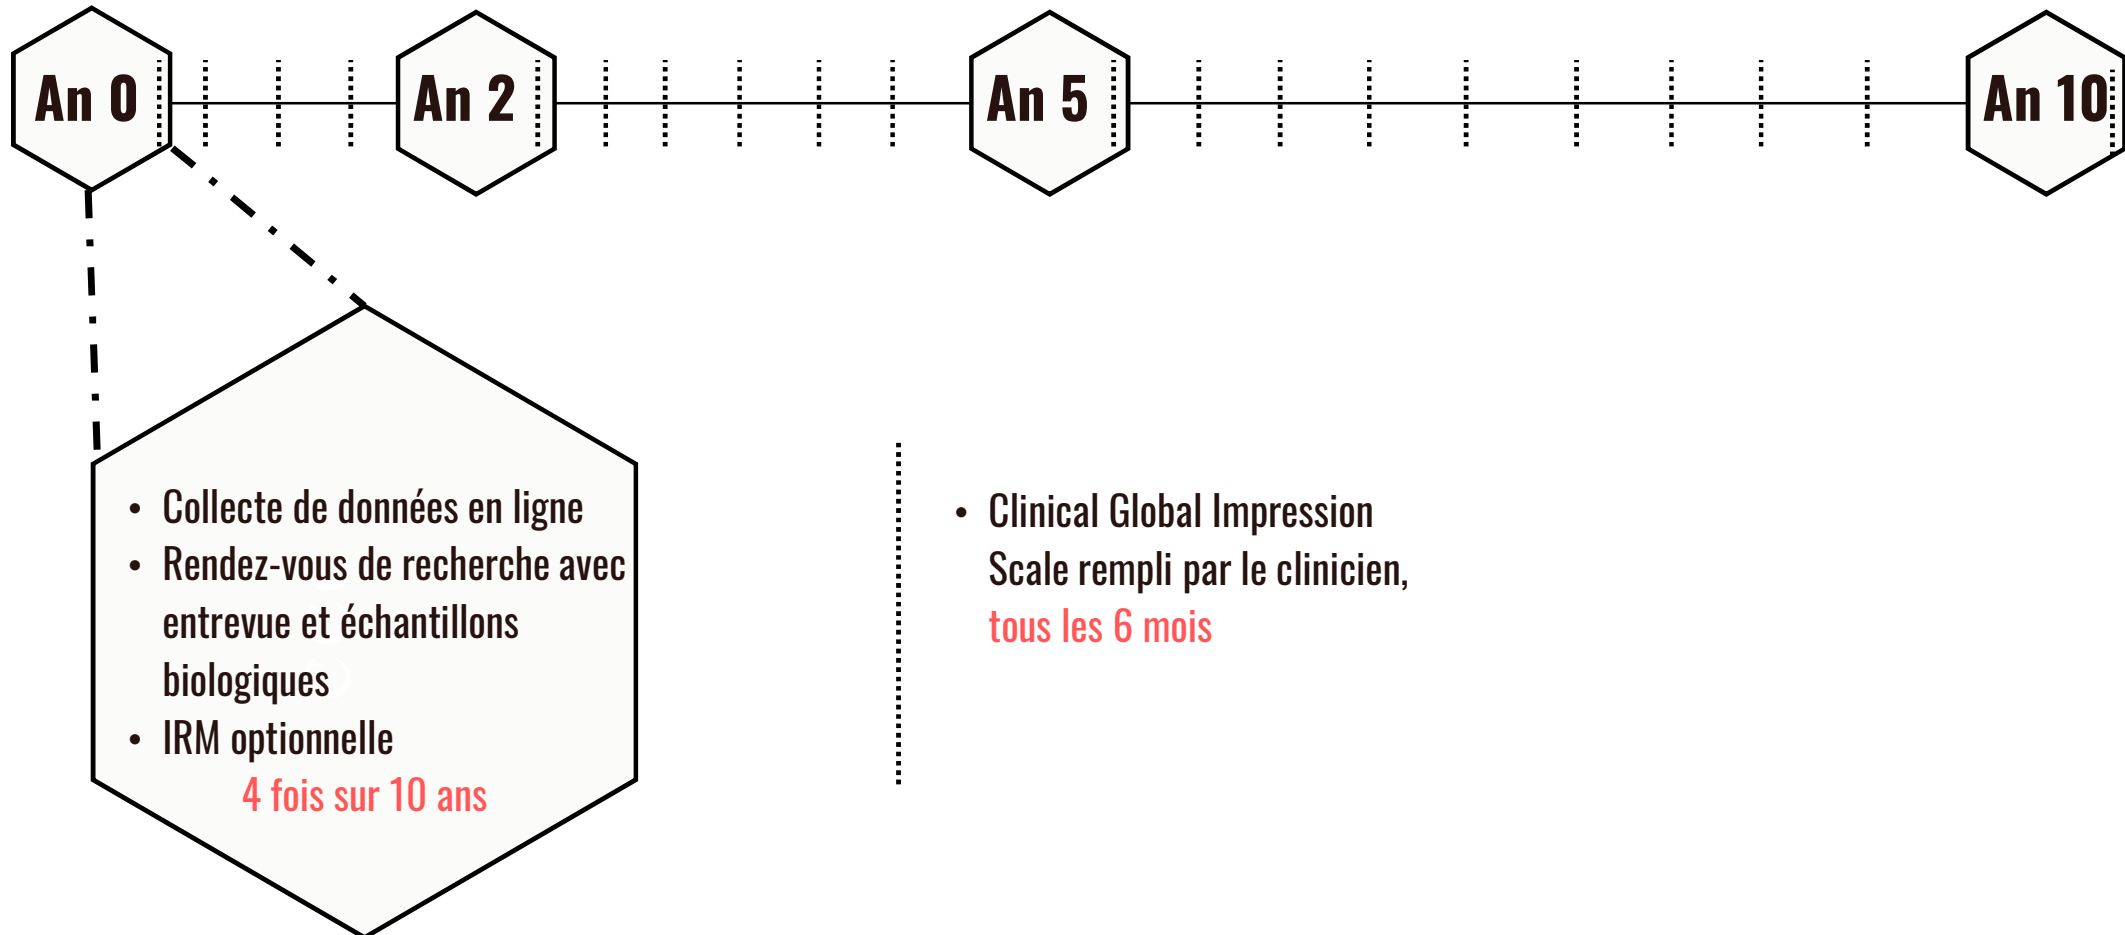 An 0
An 2
An 5
An 10
• Collecte de données en ligne
• Rendez-vous de recherche avec
entrevue et échantillons
biologiques
• IRM optionnelle
4 fois sur 10 ans
• Clinical Global Impression
Scale rempli par le clinicien,
tous les 6 mois